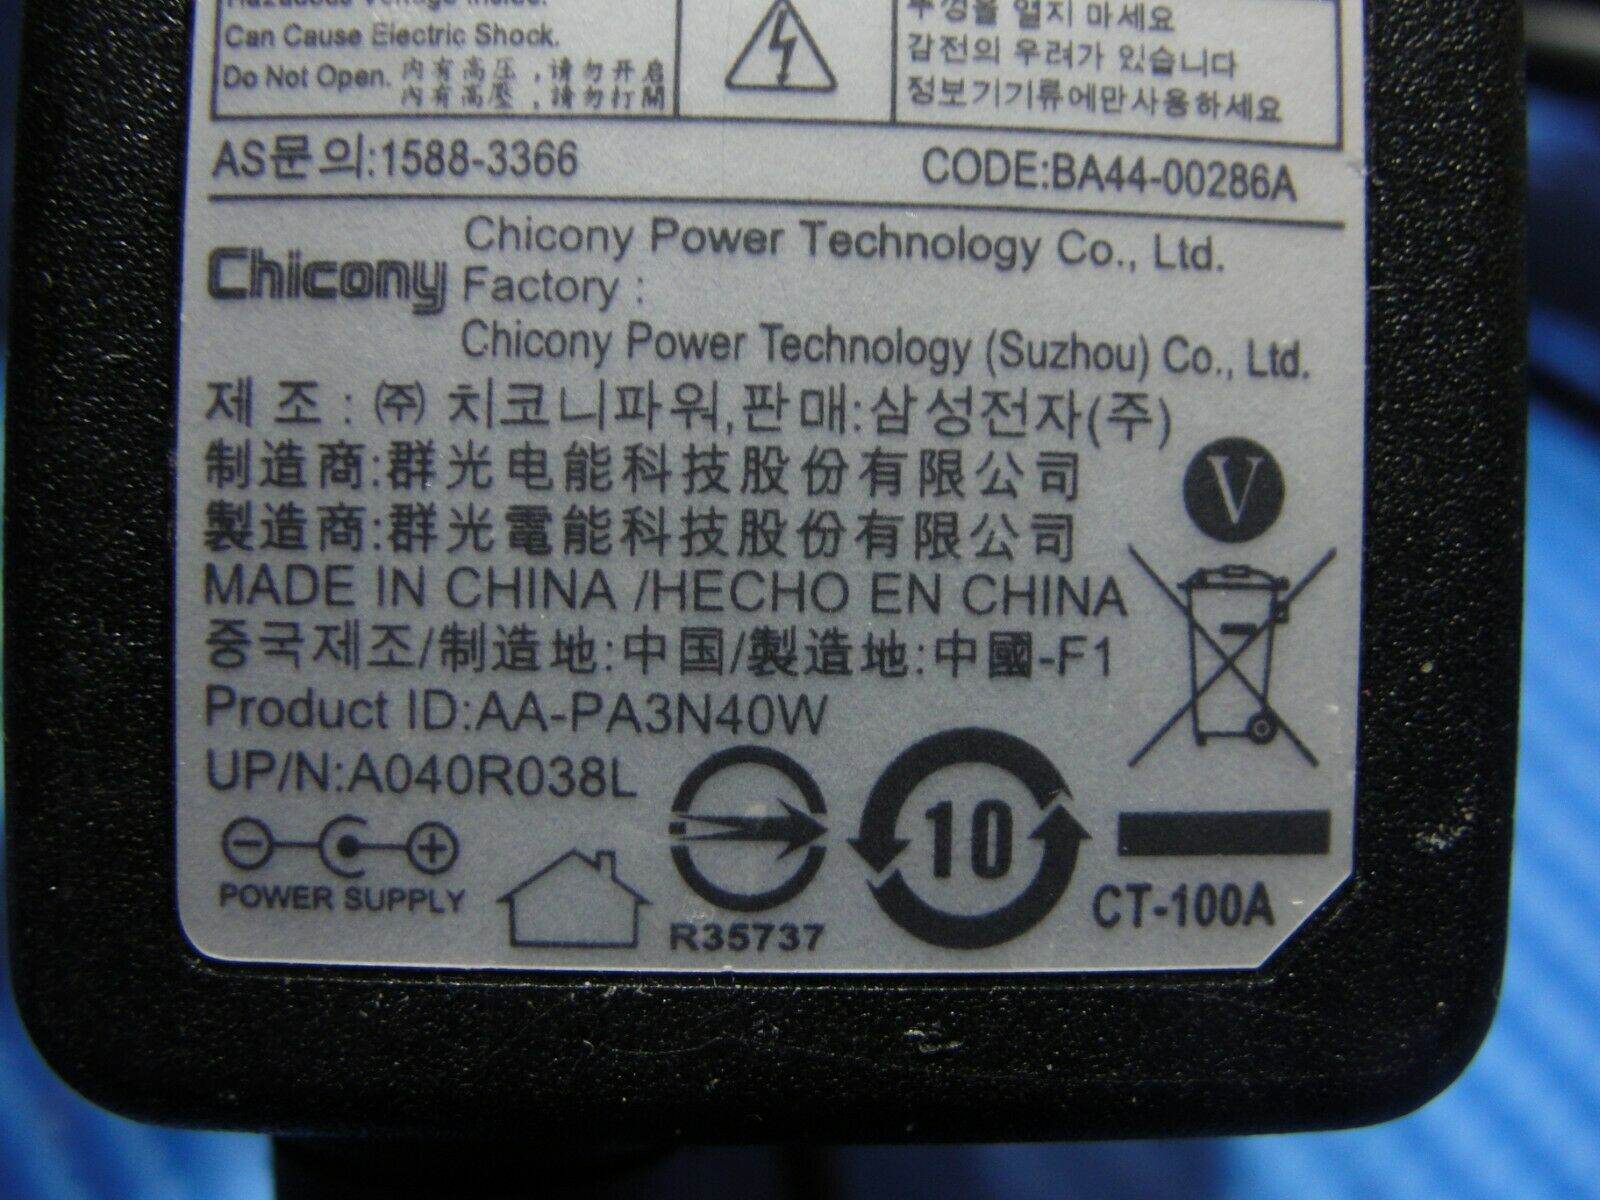 Hazardous Voltage Inside.
Can Cause Electric Shock.
Do Not Open. 内有高压，请勿开启
內有高壓，請勿打開
뚜껑을 열지 마세요
감전의 우려가 있습니다
정보기기류에만사용하세요
AS문의:1588-3366
CODE:BA44-00286A
Chicony
Chicony Power Technology Co., Ltd.
Factory :
Chicony Power Technology (Suzhou) Co., Ltd.
제 조 : ㈜ 치코니파워,판매:삼성전자(주)
制造商:群光电能科技股份有限公司
製造商:群光電能科技股份有限公司
V
MADE IN CHINA /HECHO EN CHINA
중국제조/制造地:中国/製造地:中國-F1
Product ID:AA-PA3N40W
UP/N:A040R038L
POWER SUPPLY
R35737
10
CT-100A